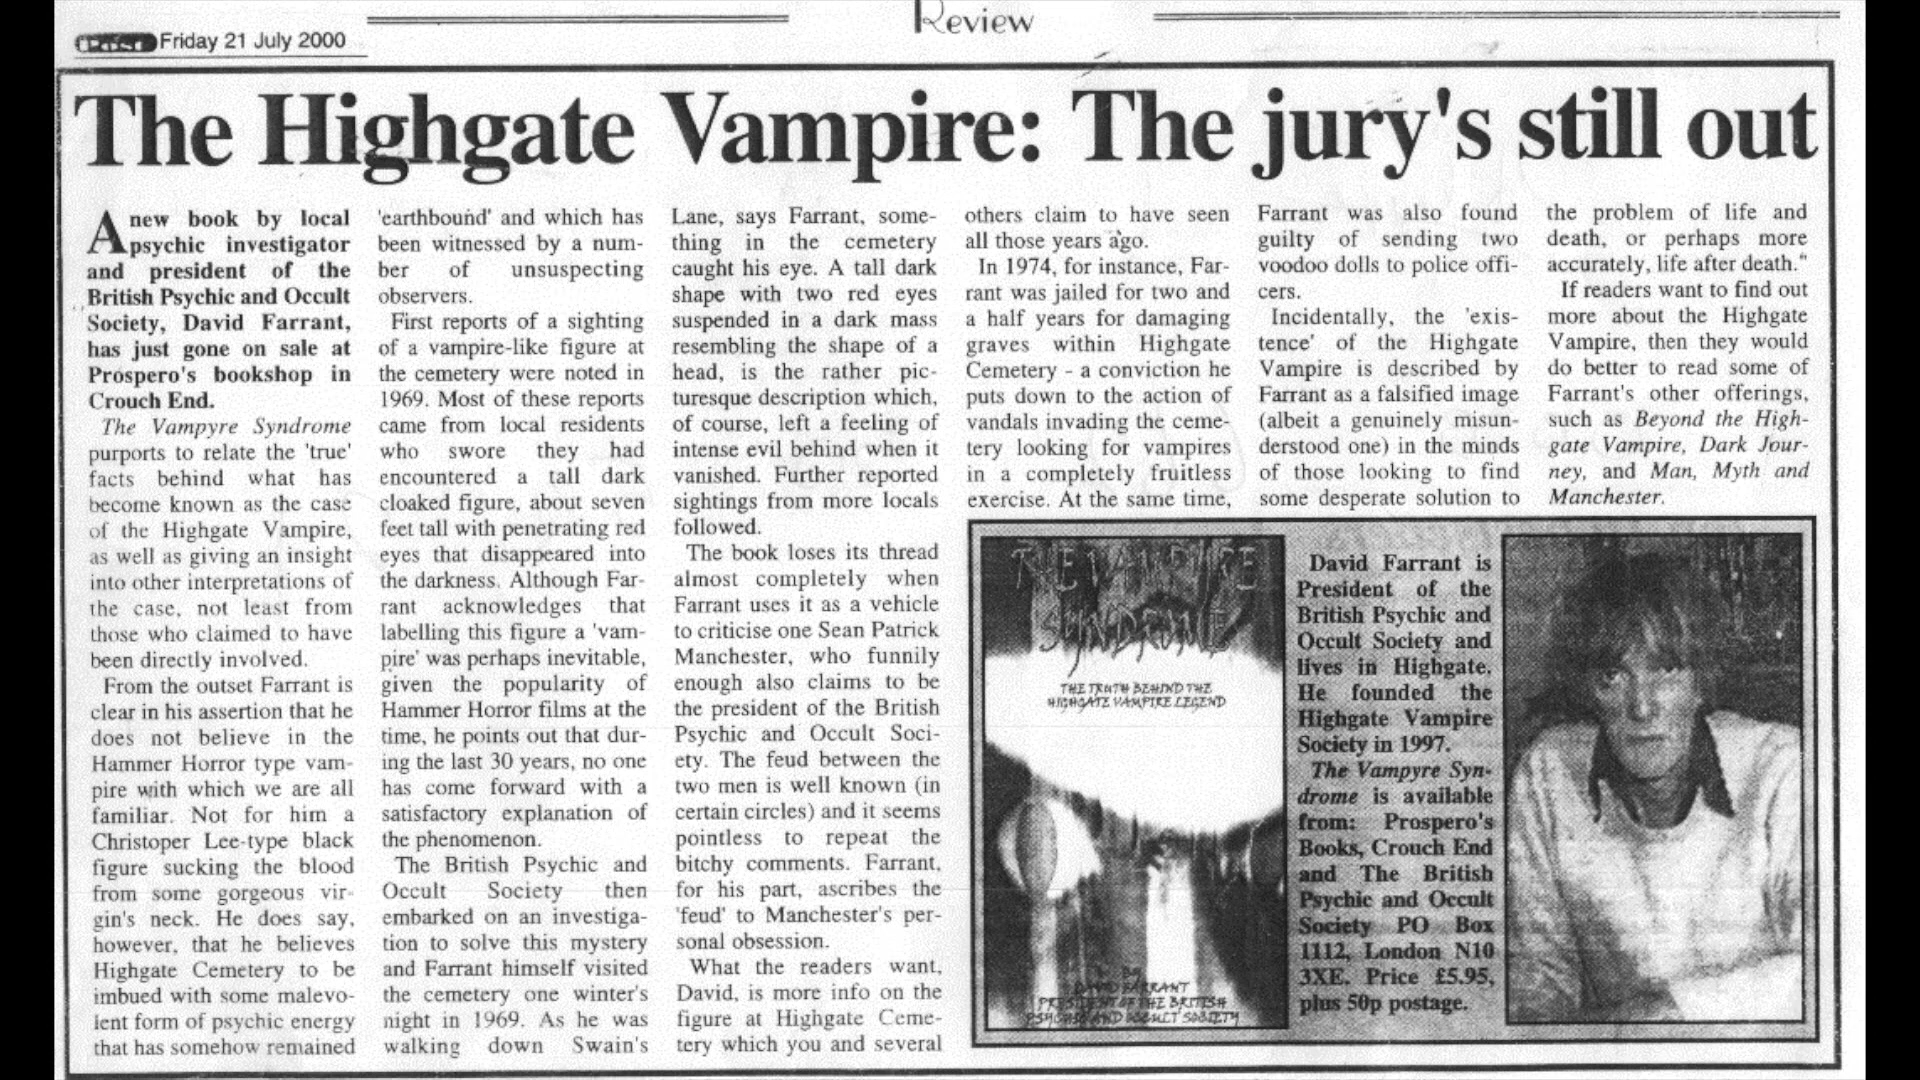 Review
Post Friday 21 July 2000
The Highgate Vampire: The jury's still out
A new book by local
psychic investigator
and president of the
British Psychic and Occult
Society, David Farrant,
has just gone on sale at
Prospero's bookshop in
Crouch End.
The Vampyre Syndrome
purports to relate the 'true'
facts behind what has
become known as the case
of the Highgate Vampire,
as well as giving an insight
into other interpretations of
the case, not least from
those who claimed to have
been directly involved.
From the outset Farrant is
clear in his assertion that he
does not believe in the
Hammer Horror type vam-
pire with which we are all
familiar. Not for him a
Christoper Lee-type black
figure sucking the blood
from some gorgeous vir-
gin's neck. He does say,
however, that he believes
Highgate Cemetery to be
imbued with some malevo-
lent form of psychic energy
that has somehow remained
'earthbound' and which has
been witnessed by a num-
ber of unsuspecting
observers.
First reports of a sighting
of a vampire-like figure at
the cemetery were noted in
1969. Most of these reports
came from local residents
who swore they had
encountered a tall dark
cloaked figure, about seven
feet tall with penetrating red
eyes that disappeared into
the darkness. Although Far-
rant acknowledges that
labelling this figure a 'vam-
pire' was perhaps inevitable,
given the popularity of
Hammer Horror films at the
time, he points out that dur-
ing the last 30 years, no one
has come forward with a
satisfactory explanation of
the phenomenon.
The British Psychic and
Occult Society then
embarked on an investiga-
tion to solve this mystery
and Farrant himself visited
the cemetery one winter's
night in 1969. As he was
walking down Swain's
Lane, says Farrant, some-
thing in the cemetery
caught his eye. A tall dark
shape with two red eyes
suspended in a dark mass
resembling the shape of a
head, is the rather pic-
turesque description which,
of course, left a feeling of
intense evil behind when it
vanished. Further reported
sightings from more locals
followed.
The book loses its thread
almost completely when
Farrant uses it as a vehicle
to criticise one Sean Patrick
Manchester, who funnily
enough also claims to be
the president of the British
Psychic and Occult Soci-
ety. The feud between the
two men is well known (in
certain circles) and it seems
pointless to repeat the
bitchy comments. Farrant,
for his part, ascribes the
'feud' to Manchester's per-
sonal obsession.
What the readers want,
David, is more info on the
figure at Highgate Ceme-
tery which you and several
others claim to have seen
all those years ago.
In 1974, for instance, Far-
rant was jailed for two and
a half years for damaging
graves within Highgate
Cemetery - a conviction he
puts down to the action of
vandals invading the ceme-
tery looking for vampires
in a completely fruitless
exercise. At the same time,
Farrant was also found
guilty of sending two
voodoo dolls to police offi-
cers.
Incidentally, the 'exis-
tence' of the Highgate
Vampire is described by
Farrant as a falsified image
(albeit a genuinely misun-
derstood one) in the minds
of those looking to find
some desperate solution to
the problem of life and
death, or perhaps more
accurately, life after death."
If readers want to find out
more about the Highgate
Vampire, then they would
do better to read some of
Farrant's other offerings,
such as Beyond the High-
gate Vampire, Dark Jour-
ney, and Man, Myth and
Manchester.
THE VAMPIRE
SYNDROME
THE TRUTH BEHIND THE
HIGHGATE VAMPIRE LEGEND
BY
DAVID FARRANT
PRESIDENT OF THE BRITISH
PSYCHIC AND OCCULT SOCIETY
David Farrant is
President of the
British Psychic and
Occult Society and
lives in Highgate.
He founded the
Highgate Vampire
Society in 1997.
The Vampyre Syn-
drome is available
from: Prospero's
Books, Crouch End
and The British
Psychic and Occult
Society PO Box
1112, London N10
3XE. Price £5.95,
plus 50p postage.